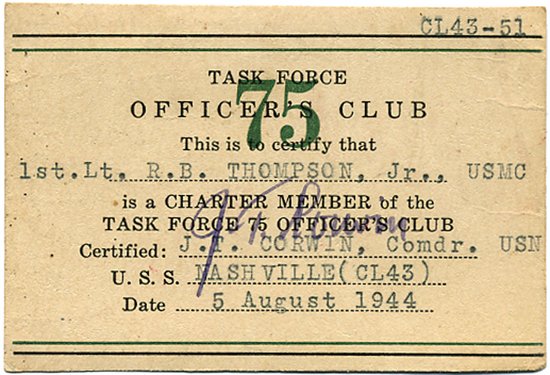 CL43-51
TASK FORCE
75
OFFICER'S CLUB
This is to certify that
1st.Lt. R.B. THOMPSON, Jr., USMC
is a CHARTER MEMBER of the
TASK FORCE 75 OFFICER'S CLUB
Certified: J.T. CORWIN, Comdr. USN
U. S. S. NASHVILLE(CL43)
Date 5 August 1944